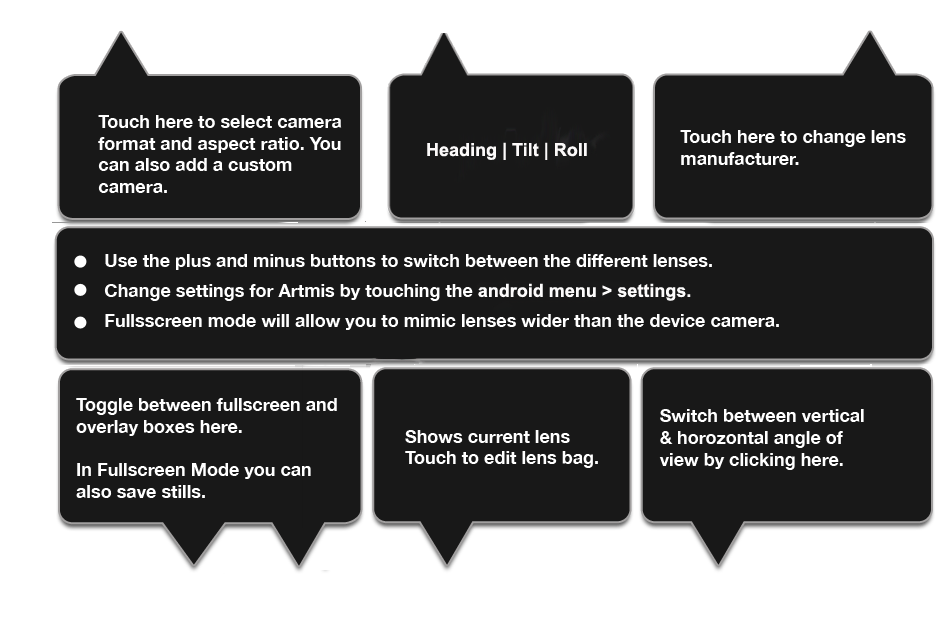 Touch here to select camera
format and aspect ratio. You
can also add a custom
camera.
Heading | Tilt | Roll
Touch here to change lens
manufacturer.
Use the plus and minus buttons to switch between the different lenses.
Change settings for Artmis by touching the android menu > settings.
Fullsscreen mode will allow you to mimic lenses wider than the device camera.
Toggle between fullscreen and
overlay boxes here.
In Fullscreen Mode you can
also save stills.
Shows current lens
Touch to edit lens bag.
Switch between vertical
& horozontal angle of
view by clicking here.